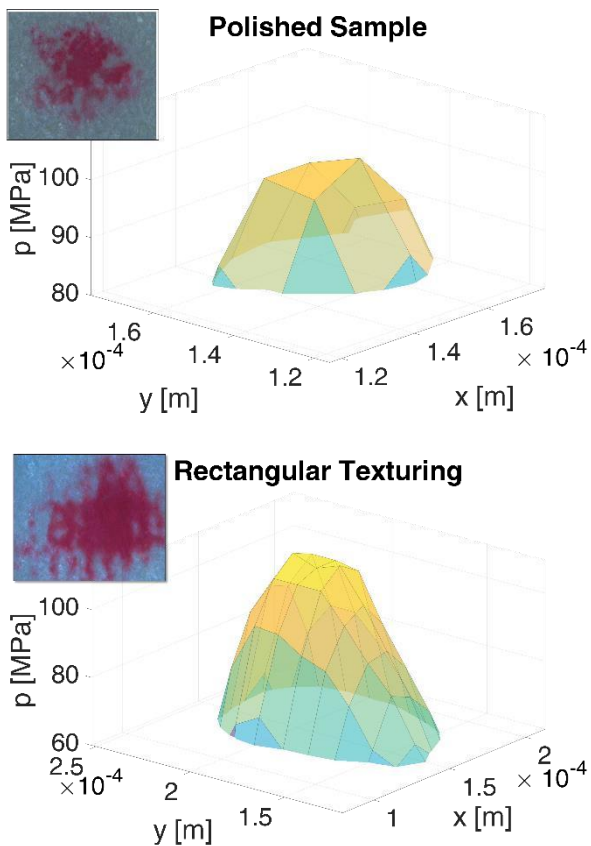 Polished Sample
p [MPa]
100
90
80
1.6
1.4
1.2
× 10⁻⁴
y [m]
1.2
1.4
1.6
× 10⁻⁴
x [m]
Rectangular Texturing
p [MPa]
100
80
60
2.5
2
1.5
× 10⁻⁴
y [m]
1
1.5
2
× 10⁻⁴
x [m]